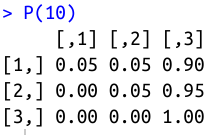 > P(10)
[,1] [,2] [,3]
[1,] 0.05 0.05 0.90
[2,] 0.00 0.05 0.95
[3,] 0.00 0.00 1.00